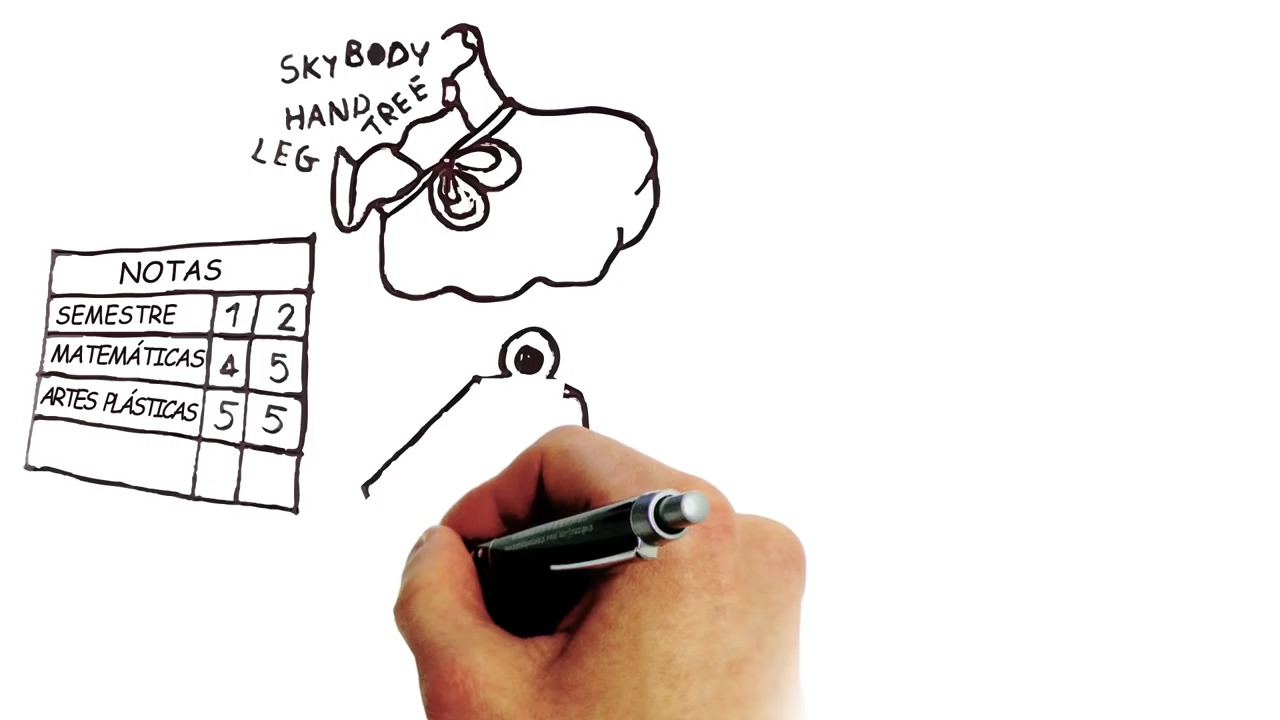 SKY BODY
HAND TREE
LEG
NOTAS
SEMESTRE 1 2
MATEMÁTICAS 4 5
ARTES PLÁSTICAS 5 5